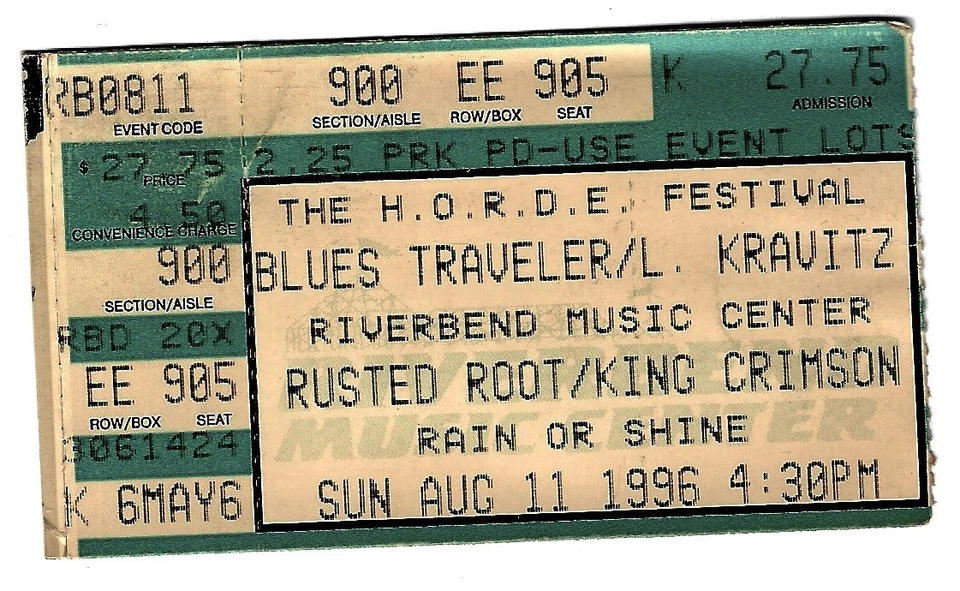 RB0811 900 EE 905 K 27.75
EVENT CODE SECTION/AISLE ROW/BOX SEAT ADMISSION
$ 27.75 2.25 PRK PD-USE EVENT LOTS
PRICE
4.50
CONVENIENCE CHARGE
900
SECTION/AISLE
RBD 20X
EE 905
ROW/BOX SEAT
3061424
K 6MAY6
THE H.O.R.D.E. FESTIVAL
BLUES TRAVELER/L. KRAVITZ
RIVERBEND MUSIC CENTER
RUSTED ROOT/KING CRIMSON
RAIN OR SHINE
SUN AUG 11 1996 4:30PM
RIVERBEND
MUSIC CENTER